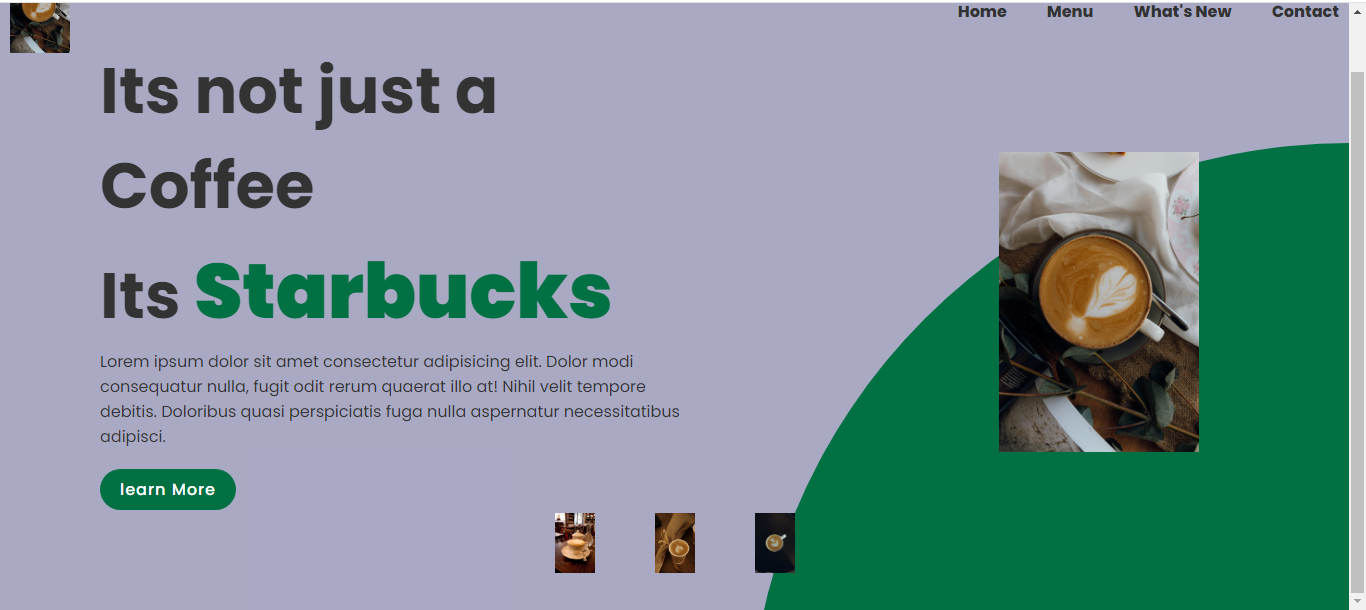 Home Menu What's New Contact
Its not just a
Coffee
Its Starbucks
Lorem ipsum dolor sit amet consectetur adipisicing elit. Dolor modi
consequatur nulla, fugit odit rerum quaerat illo at! Nihil velit tempore
debitis. Doloribus quasi perspiciatis fuga nulla aspernatur necessitatibus
adipisci.
learn More